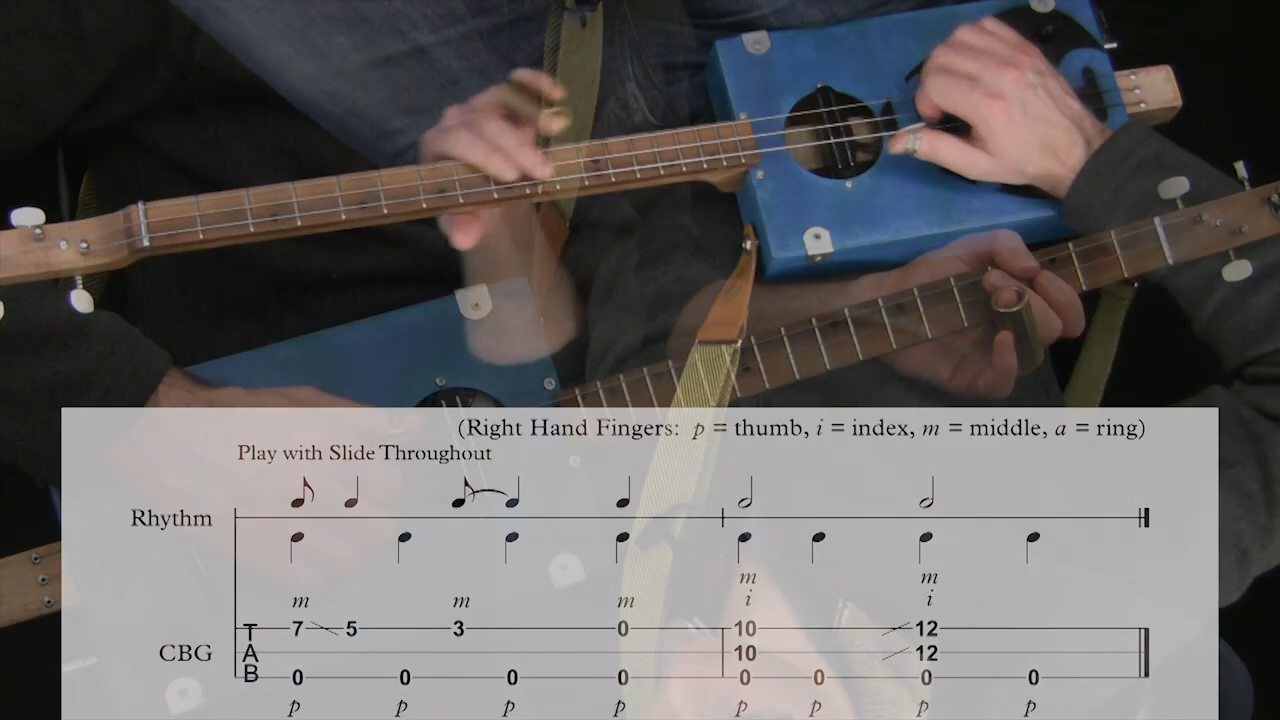 (Right Hand Fingers: p = thumb, i = index, m = middle, a = ring)
Play with Slide Throughout
Rhythm
m i m i
m m m
T 7 5 3 0 10 12
CBG A 10 12
B 0 0 0 0 0 0 0 0
p p p p p p p p